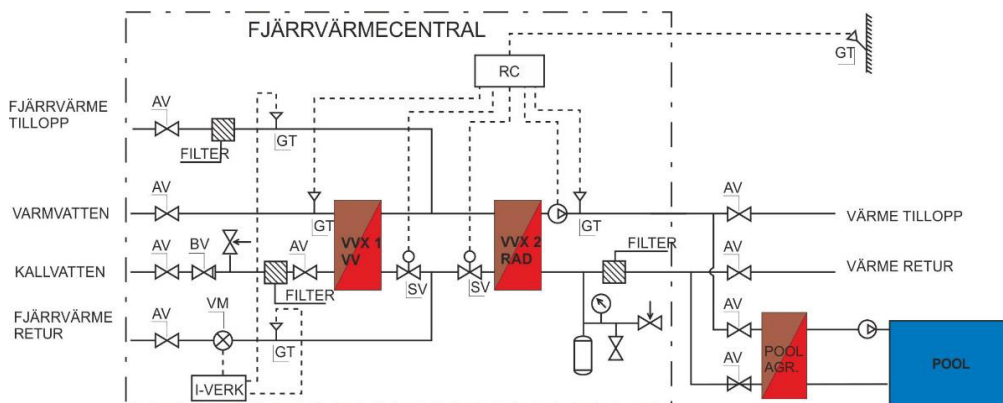 FJÄRRVÄRMECENTRAL
RC
GT
FJÄRRVÄRME
TILLOPP
AV
FILTER
GT
VARMVATTEN
AV
GT
VVX 1
VV
VVX 2
RAD
GT
AV
VÄRME TILLOPP
KALLVATTEN
AV
BV
AV
FILTER
SV
SV
FILTER
AV
VÄRME RETUR
FJÄRRVÄRME
RETUR
AV
VM
GT
I-VERK
AV
AV
POOL
AGR.
POOL